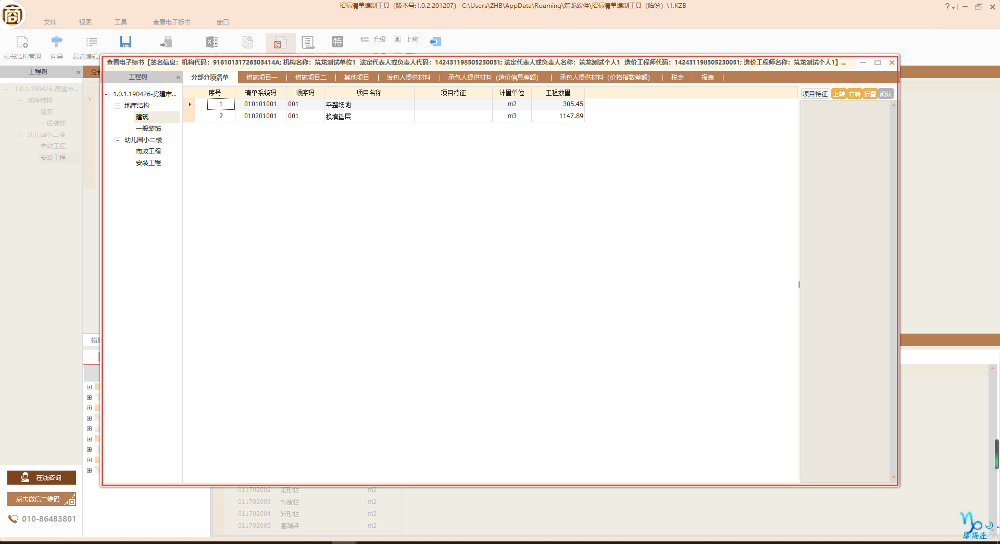 招标清单编制工具（版本号:1.0.2.201207） C:\Users\ZHB\AppData\Roaming\筑龙软件\招标清单编制工具（临汾）\1.KZB
商
文件 视图 工具 查看电子标书 窗口
标 特 升级 上移
标书结构管理 向导 最近编辑
查看电子标书【签名信息：机构代码：91610131726303414A; 机构名称：筑龙测试单位1 法定代表人或负责人代码：142431198505230051; 法定代表人或负责人名称：筑龙测试个人1 造价工程师代码：142431198505230051; 造价工程师名称：筑龙测试个人1】...
工程树 »
分部分项清单 措施项目一 措施项目二 其他项目 发包人提供材料 承包人提供材料（造价信息差额） 承包人提供材料（价格指数差额） 税金 报表
1.0.1.190426-房建市...
地库结构
建筑
一般装饰
幼儿园小二楼
市政工程
安装工程
序号 清单系统码 顺序码 项目名称 项目特征 计量单位 工程数量
1 010101001 001 平整场地 m2 305.45
2 010201001 001 换填垫层 m3 1147.89
项目特征 上转 右转 折叠 确认
工程树 »
分部
1.0.1.190426-房建市...
地库结构
建筑
一般装饰
幼儿园小二楼
市政工程
安装工程
措施
011702002 矩形柱 m2
011702003 构造柱 m2
011702004 异形柱 m2
011702005 基础梁 m2
在线咨询
点击微信二维码
010-86483801
摩羯座